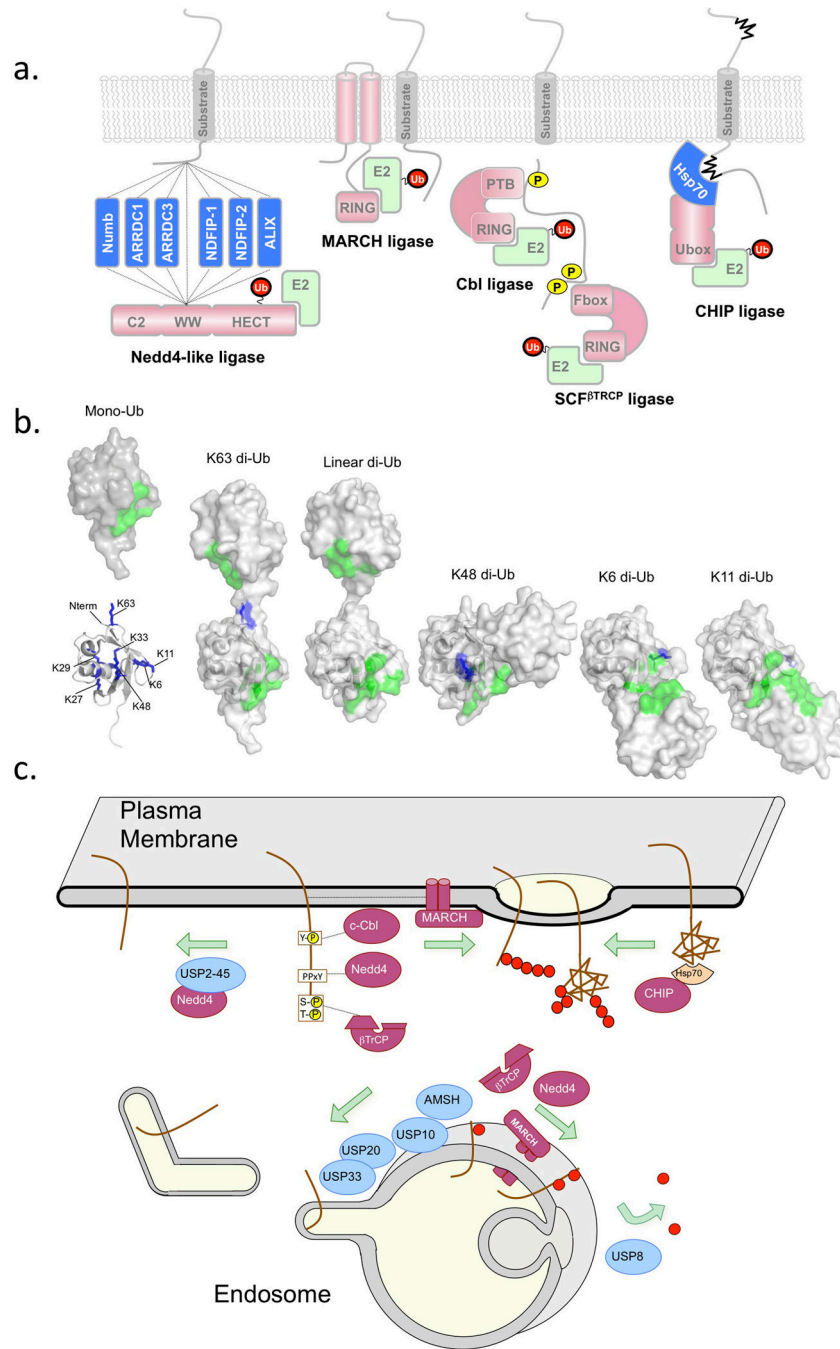 a.
Substrate
Numb
ARRDC1
ARRDC3
NDFIP-1
NDFIP-2
ALIX
Ub
E2
C2
WW
HECT
Nedd4-like ligase
Substrate
E2
Ub
RING
MARCH ligase
Substrate
PTB
P
RING
E2
Ub
Cbl ligase
P
P
Fbox
RING
Ub
E2
SCFβTRCP ligase
Substrate
Hsp70
Ubox
E2
Ub
CHIP ligase
b.
Mono-Ub
K63 di-Ub
Linear di-Ub
K48 di-Ub
K6 di-Ub
K11 di-Ub
Nterm
K63
K33
K29
K11
K6
K27
K48
c.
Plasma
Membrane
MARCH
c-Cbl
Y-P
USP2-45
Nedd4
PPxY
Nedd4
S-P
T-P
βTrCP
Hsp70
CHIP
βTrCP
Nedd4
AMSH
MARCH
USP10
USP20
USP33
USP8
Endosome